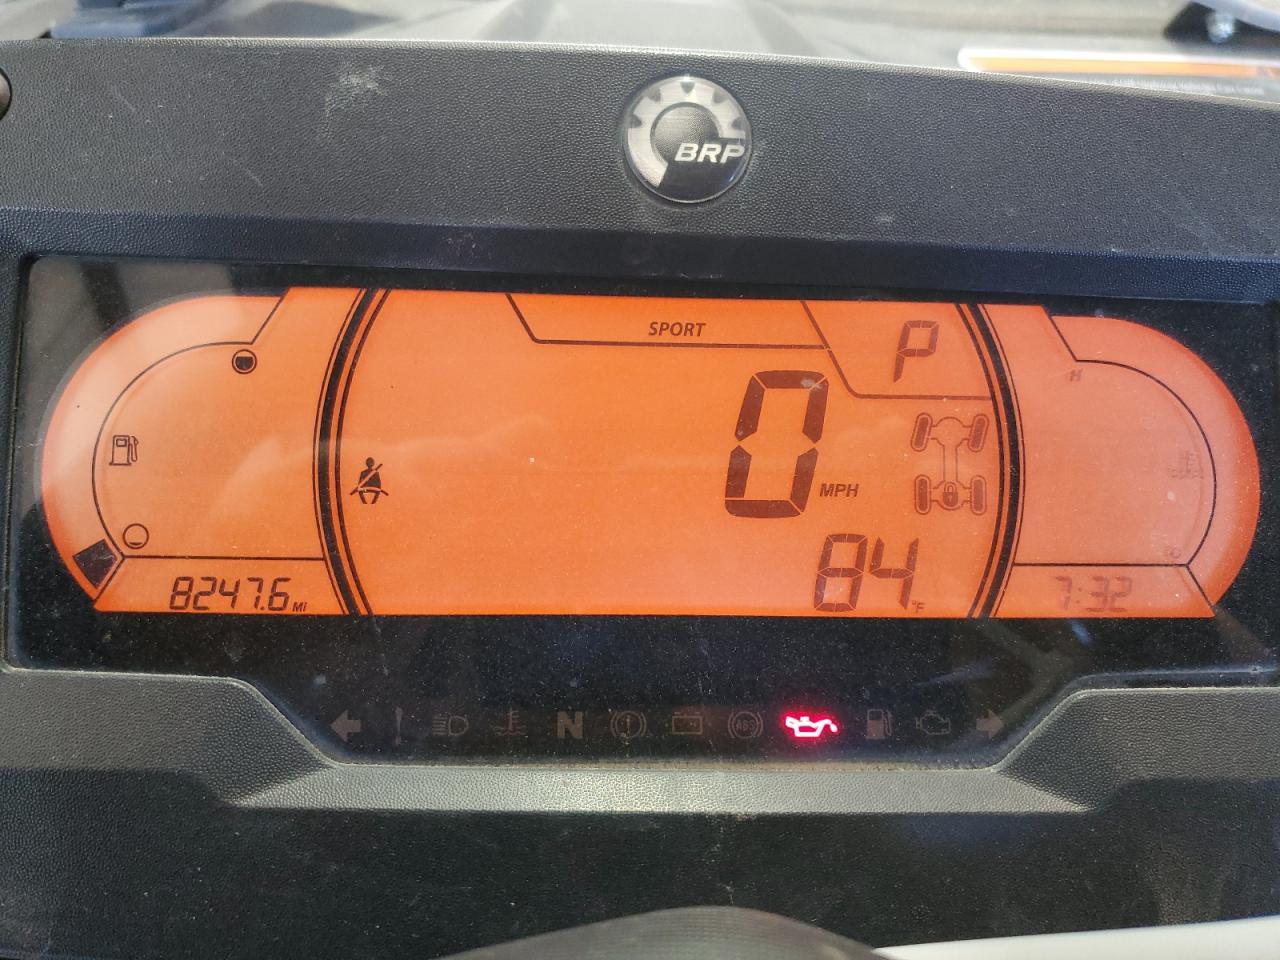 BRP
SPORT
P
0 MPH
H
84 °F
8247.6 Mi
7:32
C
N
ABS